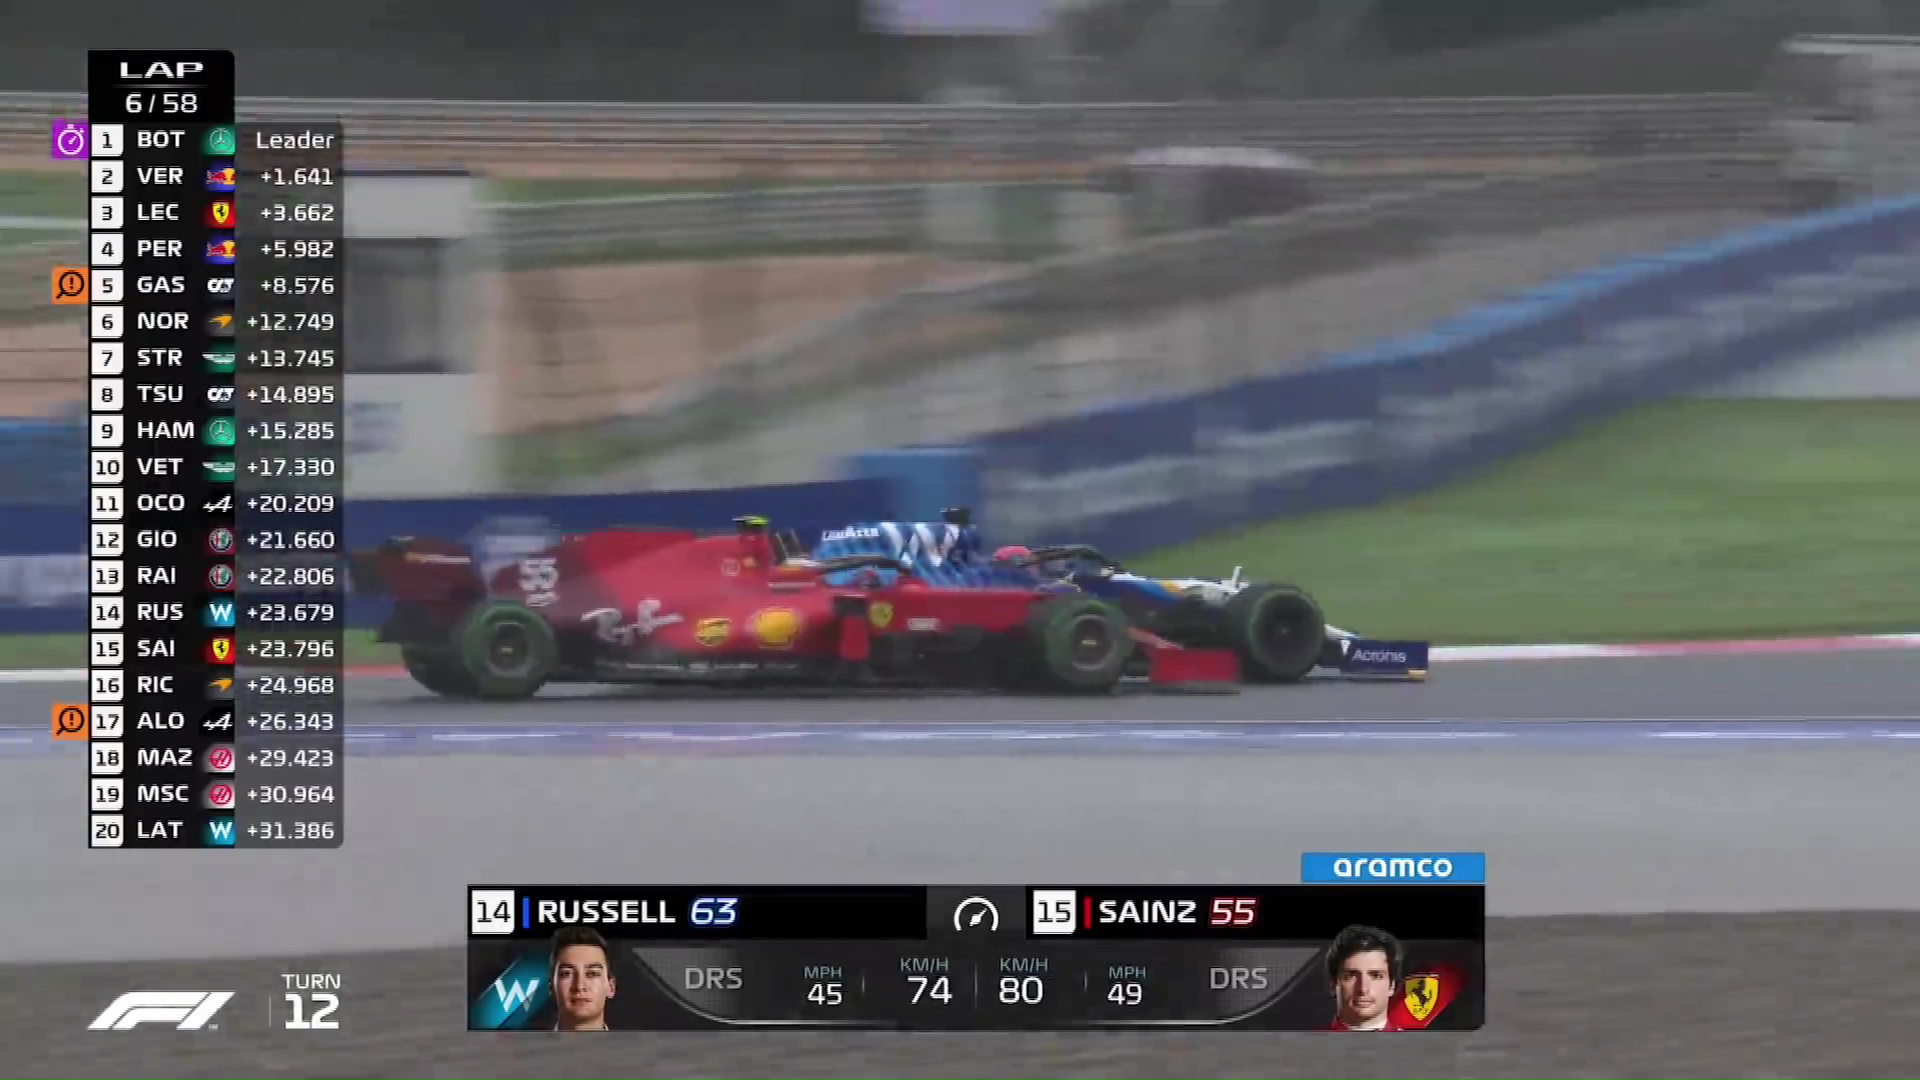 LAP
6 / 58
1 BOT Leader
2 VER +1.641
3 LEC +3.662
4 PER +5.982
5 GAS +8.576
6 NOR +12.749
7 STR +13.745
8 TSU +14.895
9 HAM +15.285
10 VET +17.330
11 OCO +20.209
12 GIO +21.660
13 RAI +22.806
14 RUS W +23.679
15 SAI +23.796
16 RIC +24.968
17 ALO +26.343
18 MAZ +29.423
19 MSC +30.964
20 LAT W +31.386
LAVAZZA
55
Ray-Ban
Acronis
aramco
14 RUSSELL 63
15 SAINZ 55
W DRS MPH 45 KM/H 74
KM/H 80 MPH 49 DRS
F1 TURN
12